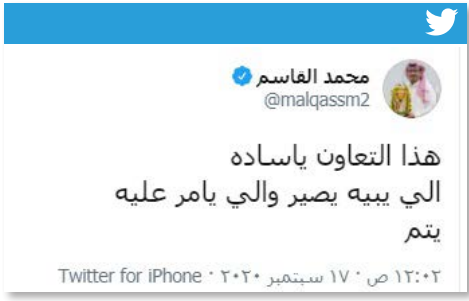 محمد القاسم
@malqassm2
هذا التعاون ياساده
الي يبيه يصير والي يامر عليه
يتم
١٢:٠٢ ص · ١٧ سبتمبر ٢٠٢٠ · Twitter for iPhone